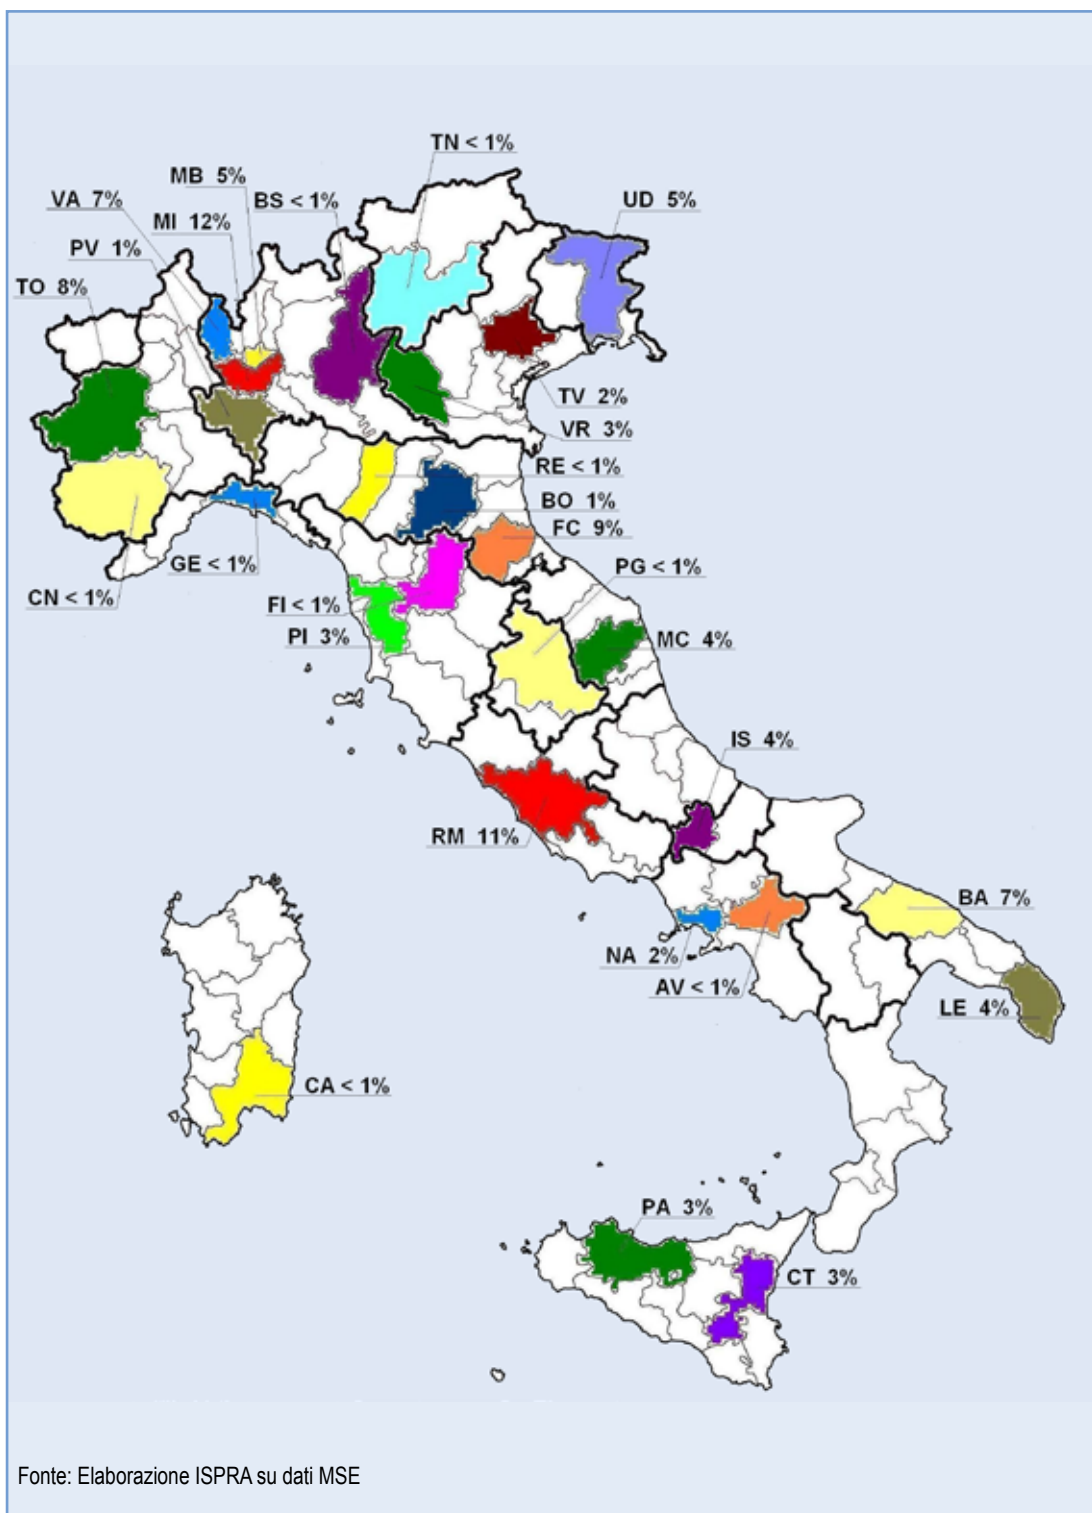 TN < 1%
MB 5%
VA 7%
BS < 1%
UD 5%
MI 12%
PV 1%
TO 8%
TV 2%
VR 3%
RE < 1%
BO 1%
FC 9%
GE < 1%
PG < 1%
CN < 1%
FI < 1%
PI 3%
MC 4%
IS 4%
RM 11%
BA 7%
NA 2%
AV < 1%
LE 4%
CA < 1%
PA 3%
CT 3%
Fonte: Elaborazione ISPRA su dati MSE